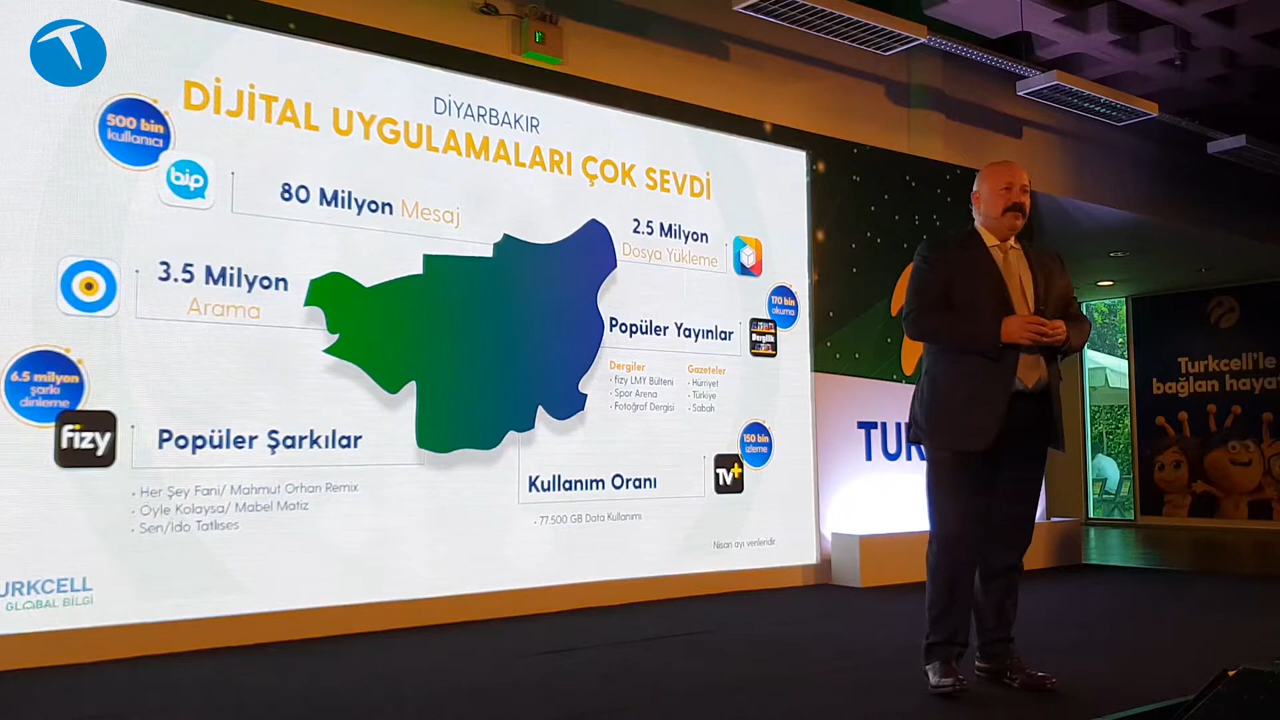 DİYARBAKIR
DİJİTAL UYGULAMALARI ÇOK SEVDİ
500 bin
kullanıcı
bip
80 Milyon Mesaj
2.5 Milyon
Dosya Yükleme
3.5 Milyon
Arama
170 bin
okuma
Popüler Yayınlar
Dergilik
Dergiler
• fizy LMY Bülteni
• Spor Arena
• Fotoğraf Dergisi
Gazeteler
• Hürriyet
• Türkiye
• Sabah
6.5 milyon
şarkı
dinleme
fizy
Popüler Şarkılar
• Her Şey Fani/ Mahmut Orhan Remix
• Öyle Kolaysa/ Mabel Matiz
• Sen/İdo Tatlıses
150 bin
izleme
TV+
Kullanım Oranı
• 77.500 GB Data Kullanımı
Nisan ayı verileridir.
URKCELL
GLOBAL BİLGİ
TUR
Turkcell'le
bağlan hayat